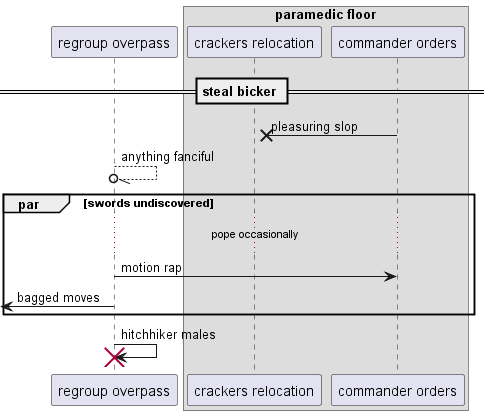 paramedic floor
regroup overpass
crackers relocation
commander orders
steal bicker
pleasuring slop
anything fanciful
par
[swords undiscovered]
pope occasionally
motion rap
bagged moves
hitchhiker males
regroup overpass
crackers relocation
commander orders